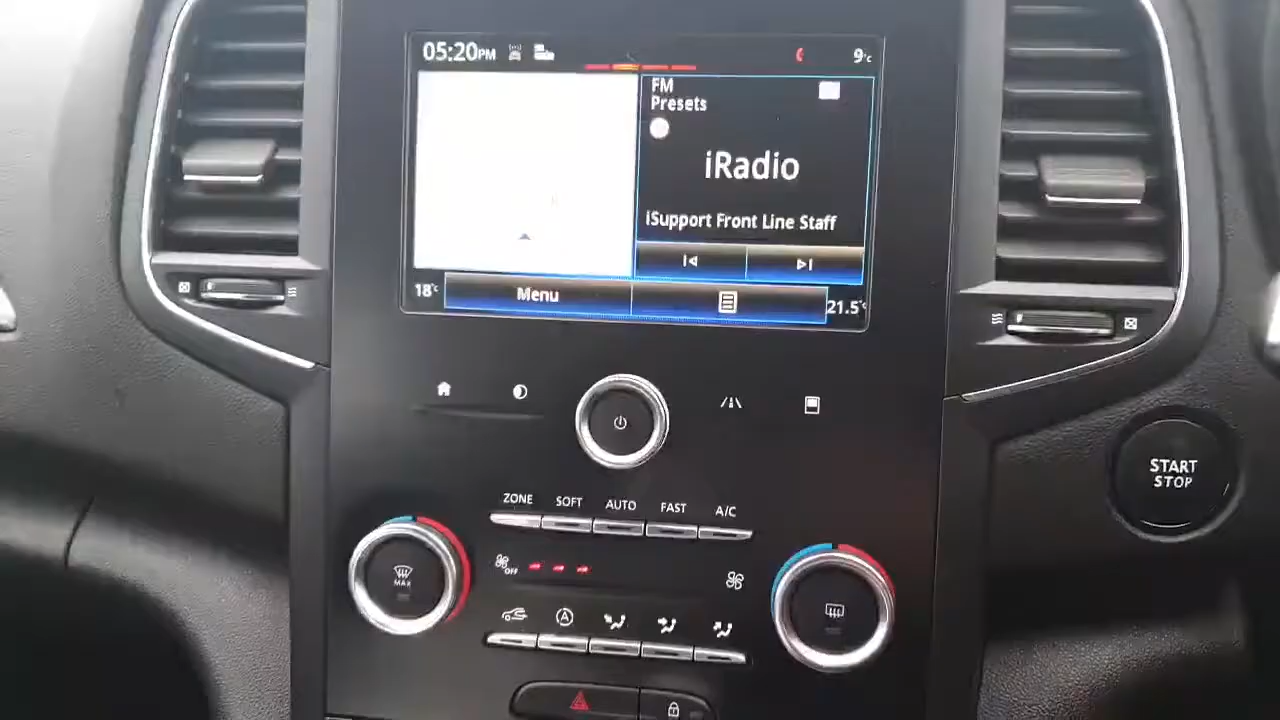 05:20PM
9°C
FM
Presets
iRadio
iSupport Front Line Staff
18°C
Menu
21.5°C
START
STOP
ZONE
SOFT
AUTO
FAST
A/C
MAX
OFF
A